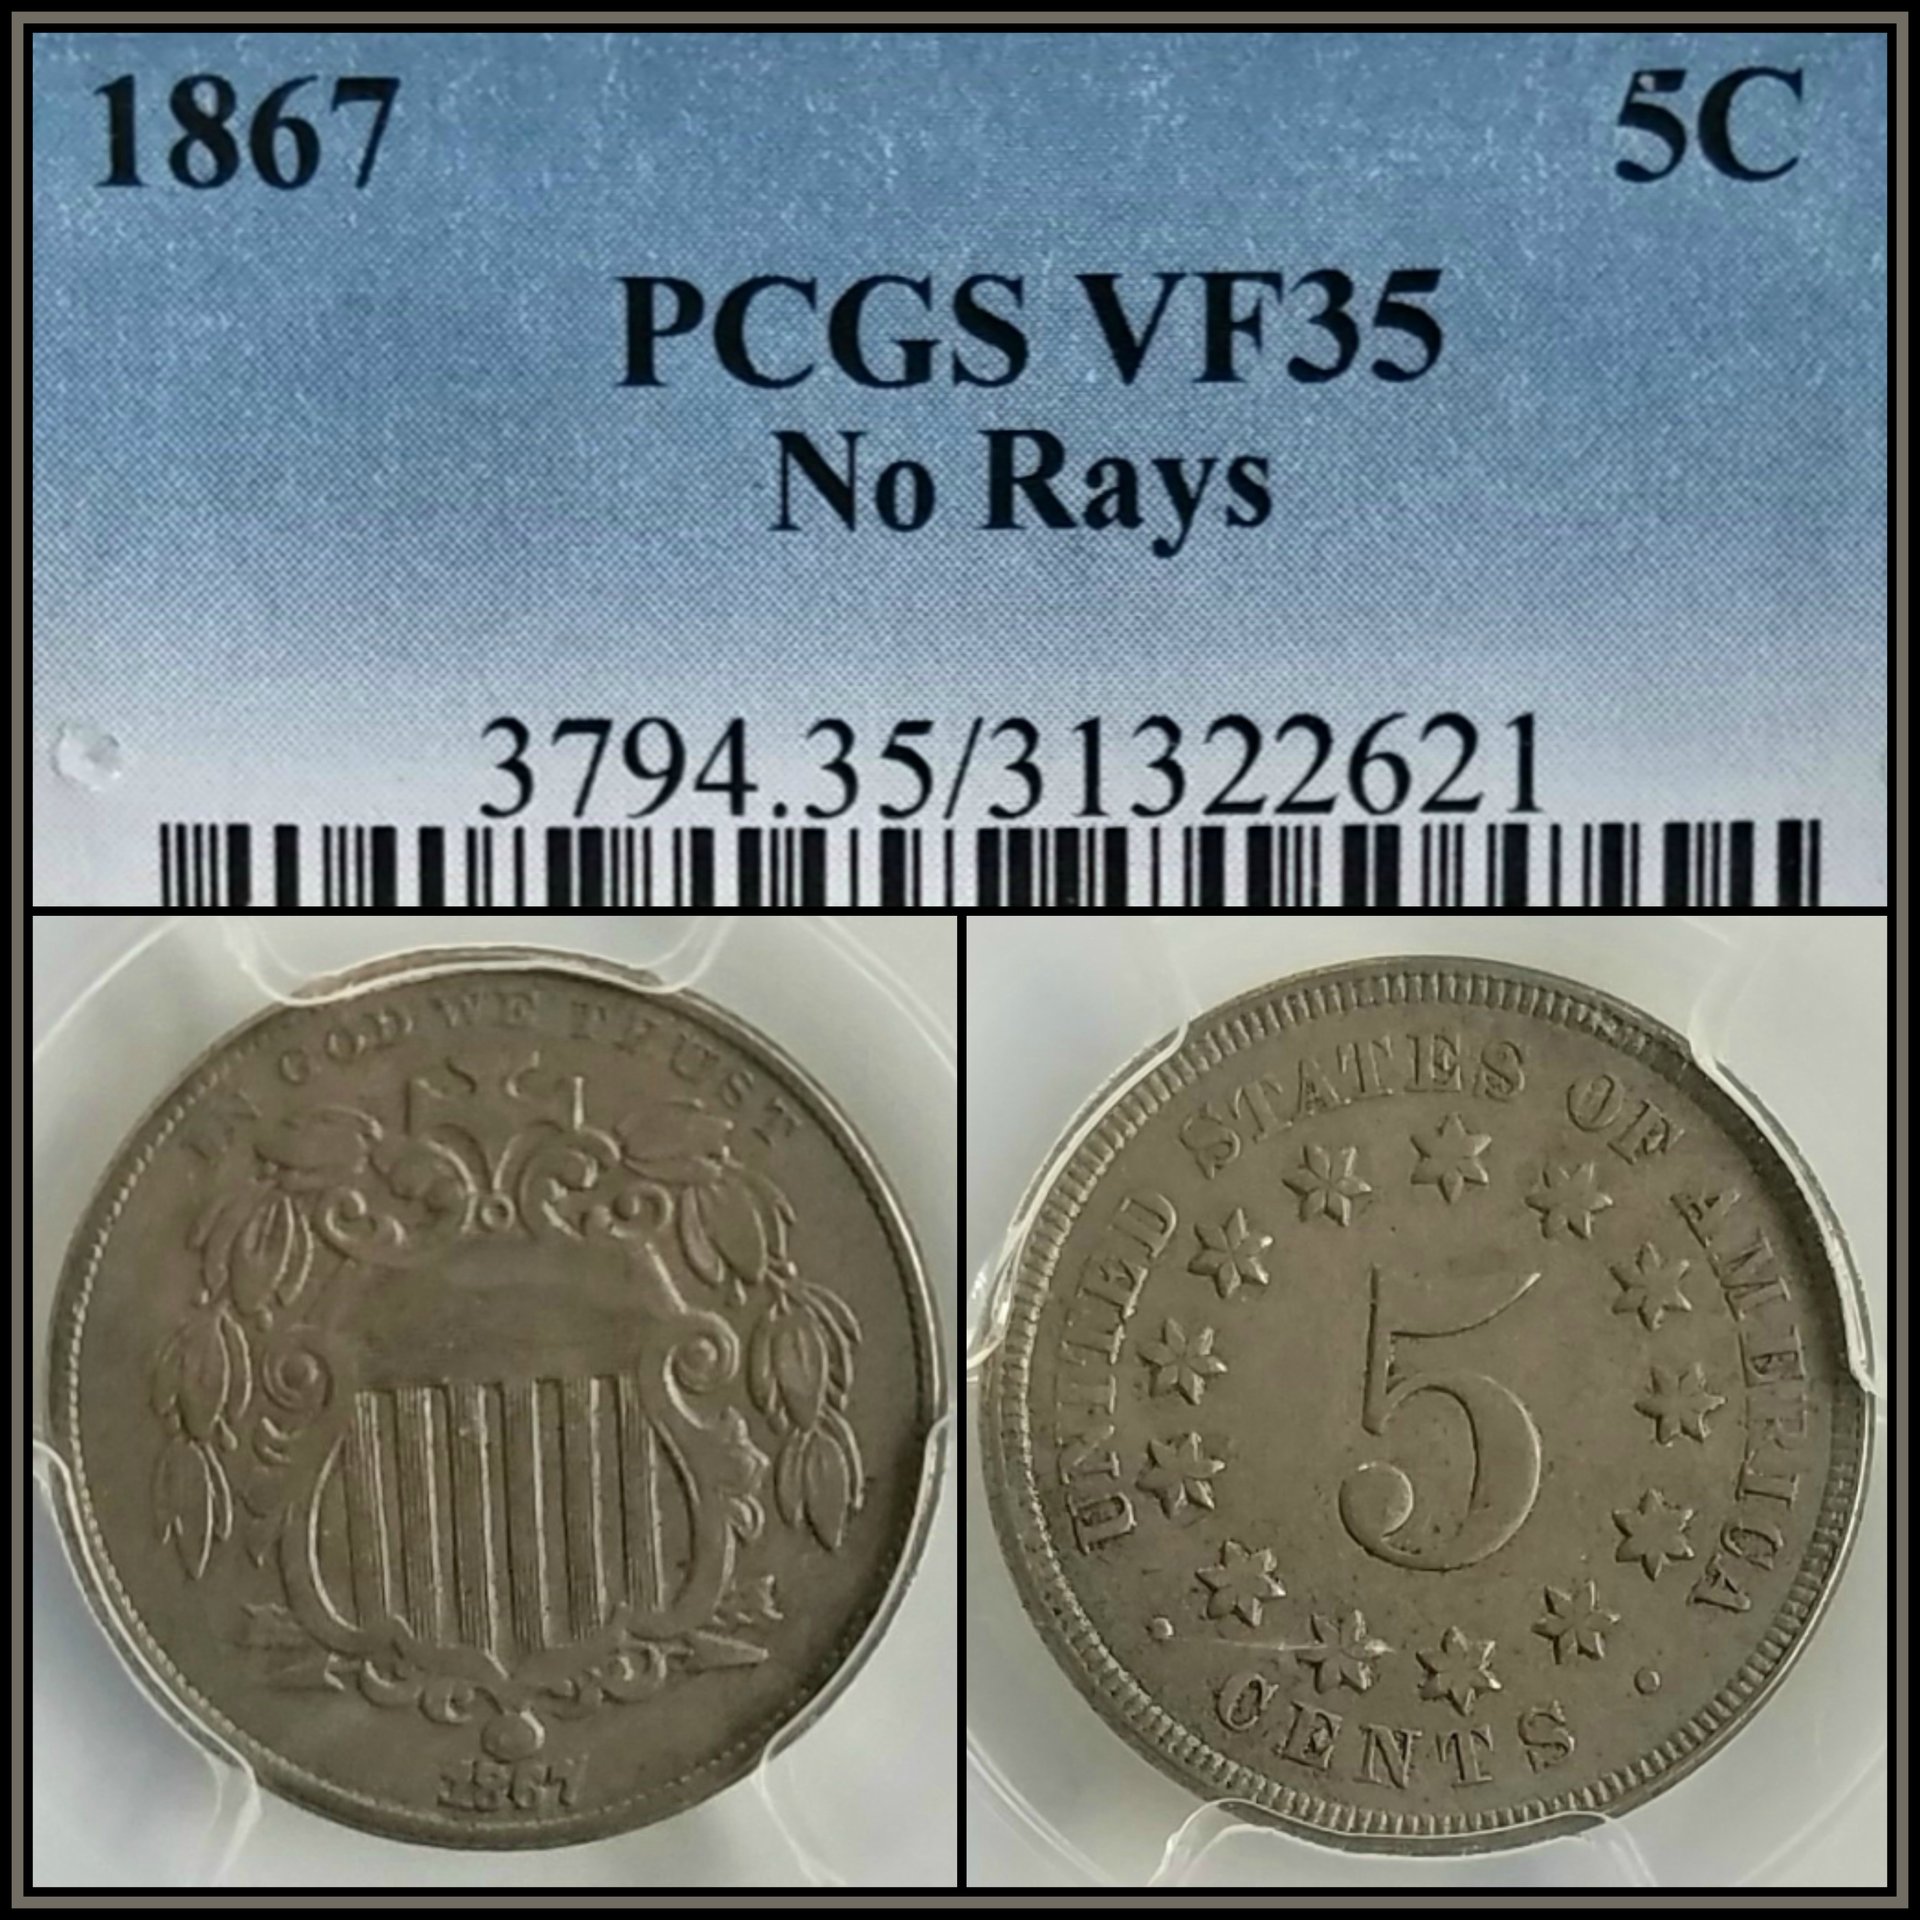 1867 5C
PCGS VF35
No Rays
3794.35/31322621
IN GOD WE TRUST
1867
UNITED STATES OF AMERICA
5
CENTS